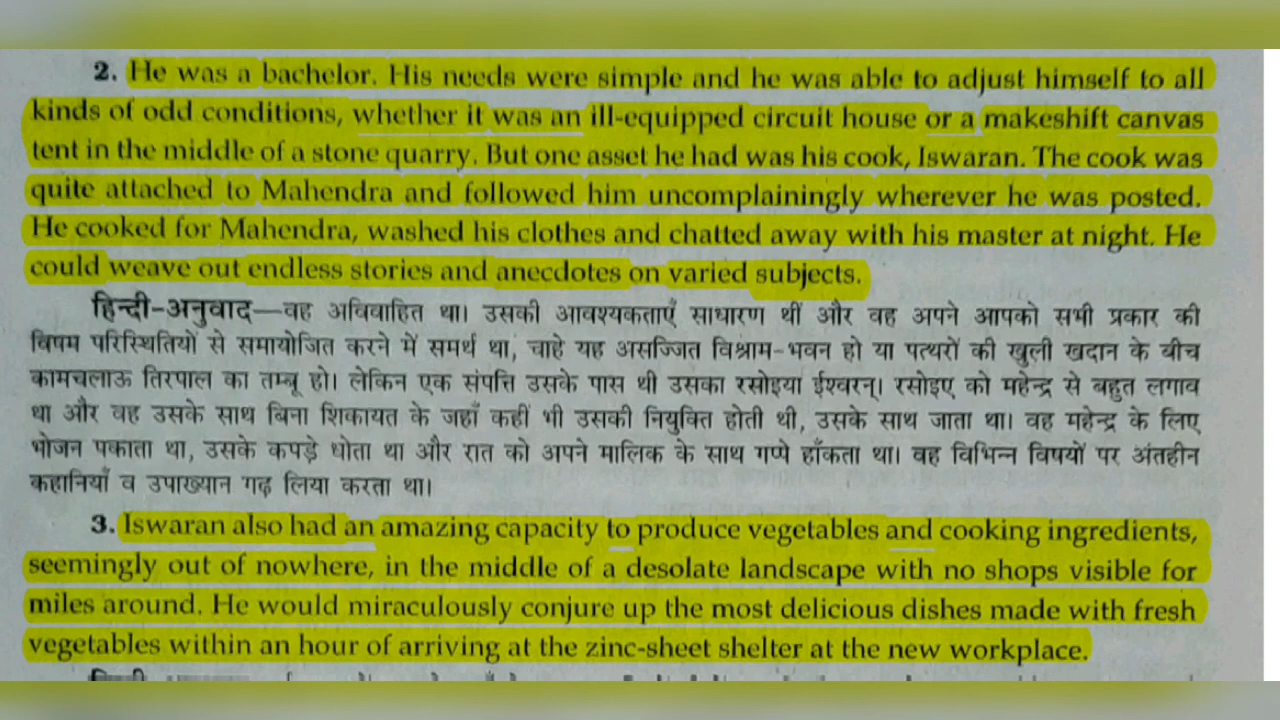 2. He was a bachelor. His needs were simple and he was able to adjust himself to all
kinds of odd conditions, whether it was an ill-equipped circuit house or a makeshift canvas
tent in the middle of a stone quarry. But one asset he had was his cook, Iswaran. The cook was
quite attached to Mahendra and followed him uncomplainingly wherever he was posted.
He cooked for Mahendra, washed his clothes and chatted away with his master at night. He
could weave out endless stories and anecdotes on varied subjects.
हिन्दी-अनुवाद—वह अविवाहित था। उसकी आवश्यकताएँ साधारण थीं और वह अपने आपको सभी प्रकार की
विषम परिस्थितियों से समायोजित करने में समर्थ था, चाहे यह असज्जित विश्राम-भवन हो या पत्थरों की खुली खदान के बीच
कामचलाऊ तिरपाल का तम्बू हो। लेकिन एक संपत्ति उसके पास थी उसका रसोइया ईश्वरन्। रसोइए को महेन्द्र से बहुत लगाव
था और वह उसके साथ बिना शिकायत के जहाँ कहीं भी उसकी नियुक्ति होती थी, उसके साथ जाता था। वह महेन्द्र के लिए
भोजन पकाता था, उसके कपड़े धोता था और रात को अपने मालिक के साथ गप्पे हाँकता था। वह विभिन्न विषयों पर अंतहीन
कहानियाँ व उपाख्यान गढ़ लिया करता था।
3. Iswaran also had an amazing capacity to produce vegetables and cooking ingredients,
seemingly out of nowhere, in the middle of a desolate landscape with no shops visible for
miles around. He would miraculously conjure up the most delicious dishes made with fresh
vegetables within an hour of arriving at the zinc-sheet shelter at the new workplace.